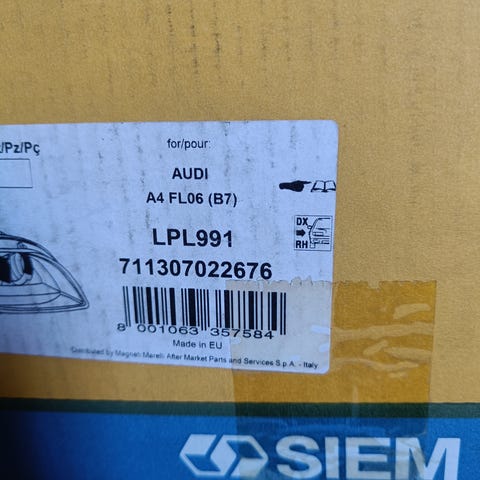 /Pz/Pç
for/pour:
AUDI
A4 FL06 (B7)
DX
RH
LPL991
711307022676
8 001063 357584
Made in EU
Distributed by Magneti Marelli After Market Parts and Services S.p.A. - Italy
SIEM